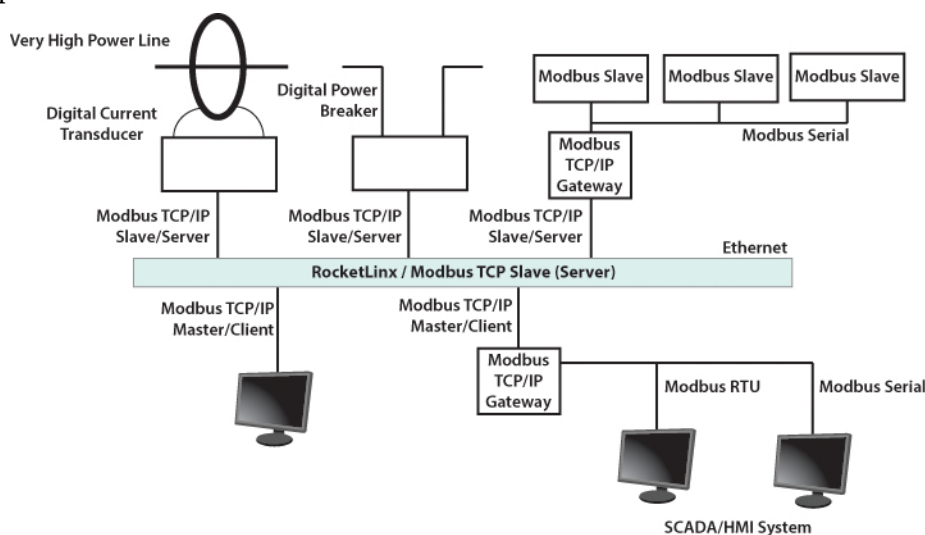 Very High Power Line
Digital Current
Transducer
Digital Power
Breaker
Modbus Slave
Modbus Slave
Modbus Slave
Modbus Serial
Modbus
TCP/IP
Gateway
Modbus TCP/IP
Slave/Server
Modbus TCP/IP
Slave/Server
Modbus TCP/IP
Slave/Server
Ethernet
RocketLinx / Modbus TCP Slave (Server)
Modbus TCP/IP
Master/Client
Modbus TCP/IP
Master/Client
Modbus
TCP/IP
Gateway
Modbus RTU
Modbus Serial
SCADA/HMI System